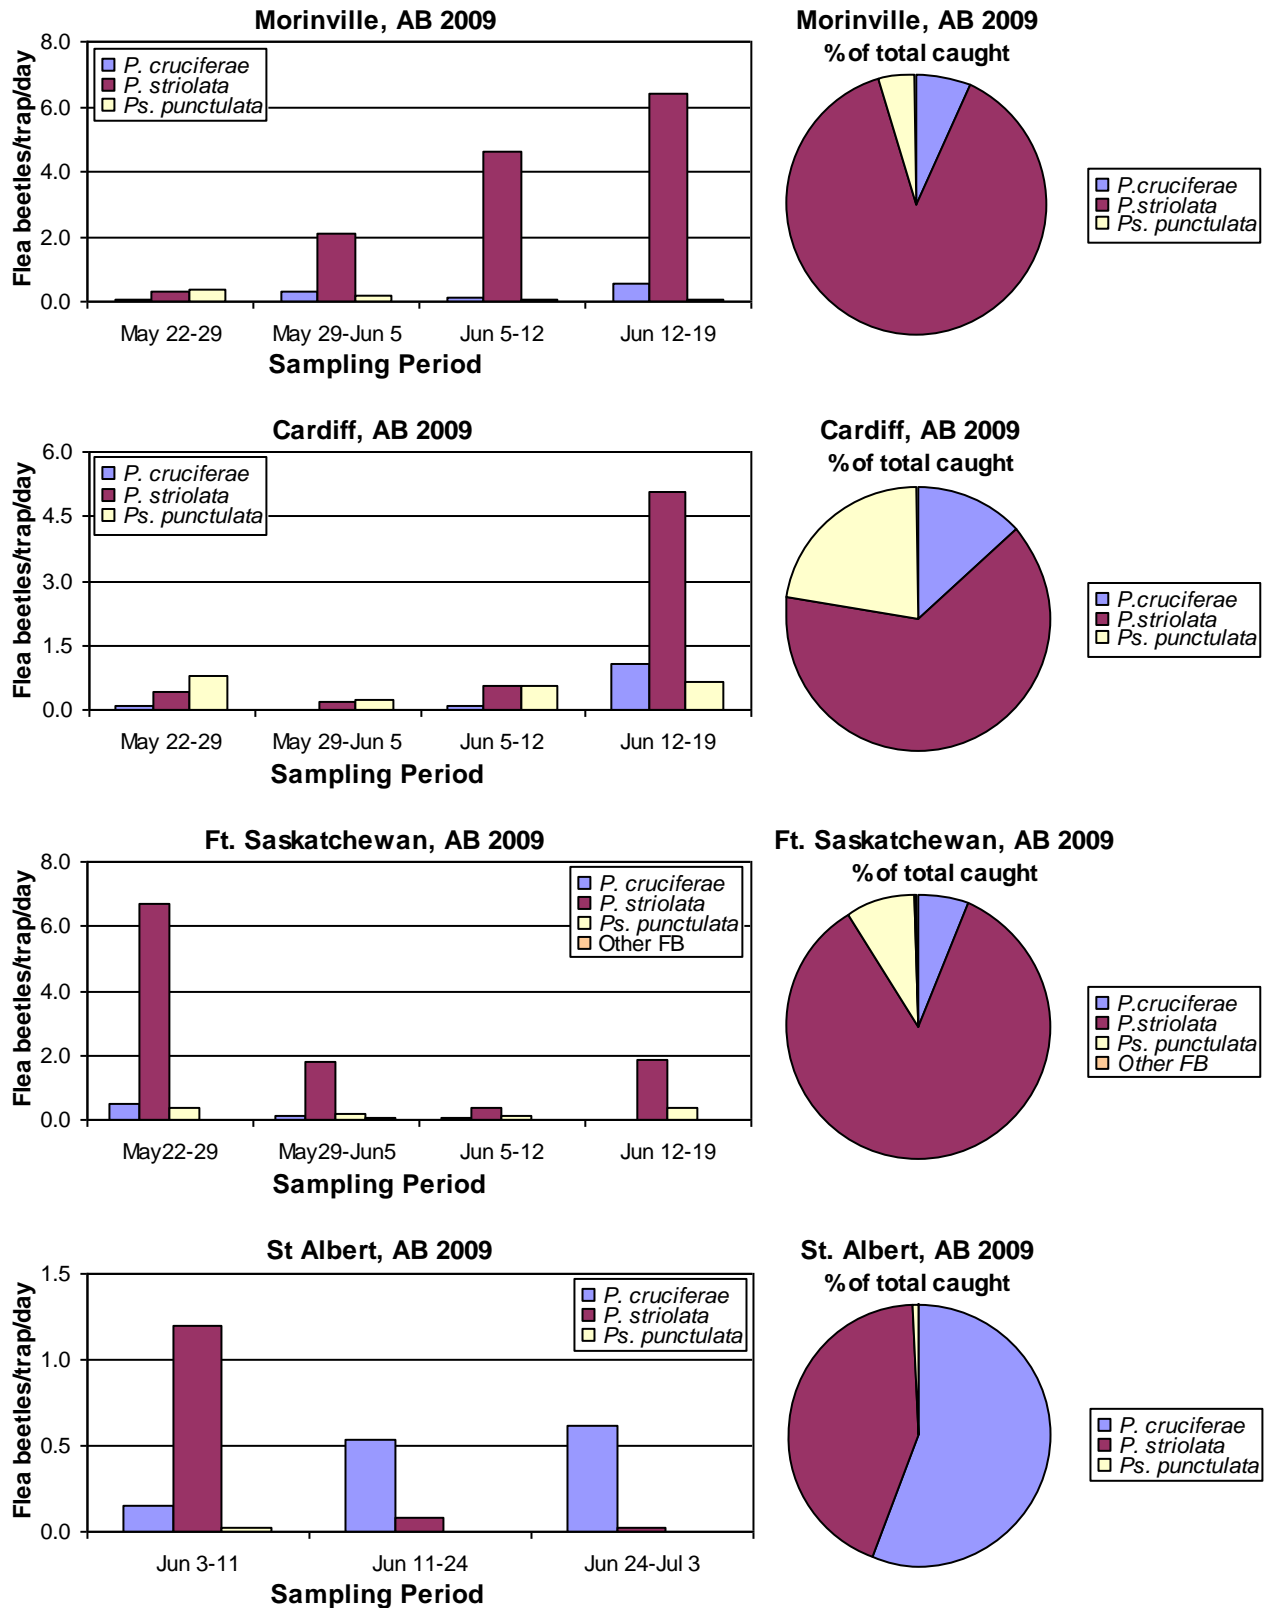 Morinville, AB 2009
Flea beetles/trap/day
8.0
6.0
4.0
2.0
0.0
P. cruciferae
P. striolata
Ps. punctulata
May 22-29 May 29-Jun 5 Jun 5-12 Jun 12-19
Sampling Period
Morinville, AB 2009
% of total caught
P.cruciferae
P.striolata
Ps. punctulata
Cardiff, AB 2009
Flea beetles/trap/day
6.0
4.5
3.0
1.5
0.0
P. cruciferae
P. striolata
Ps. punctulata
May 22-29 May 29-Jun 5 Jun 5-12 Jun 12-19
Sampling Period
Cardiff, AB 2009
% of total caught
P.cruciferae
P.striolata
Ps. punctulata
Ft. Saskatchewan, AB 2009
Flea beetles/trap/day
8.0
6.0
4.0
2.0
0.0
P. cruciferae
P. striolata
Ps. punctulata
Other FB
May22-29 May29-Jun5 Jun 5-12 Jun 12-19
Sampling Period
Ft. Saskatchewan, AB 2009
% of total caught
P.cruciferae
P.striolata
Ps. punctulata
Other FB
St Albert, AB 2009
Flea beetles/trap/day
1.5
1.0
0.5
0.0
P. cruciferae
P. striolata
Ps. punctulata
Jun 3-11 Jun 11-24 Jun 24-Jul 3
Sampling Period
St. Albert, AB 2009
% of total caught
P. cruciferae
P. striolata
Ps. punctulata